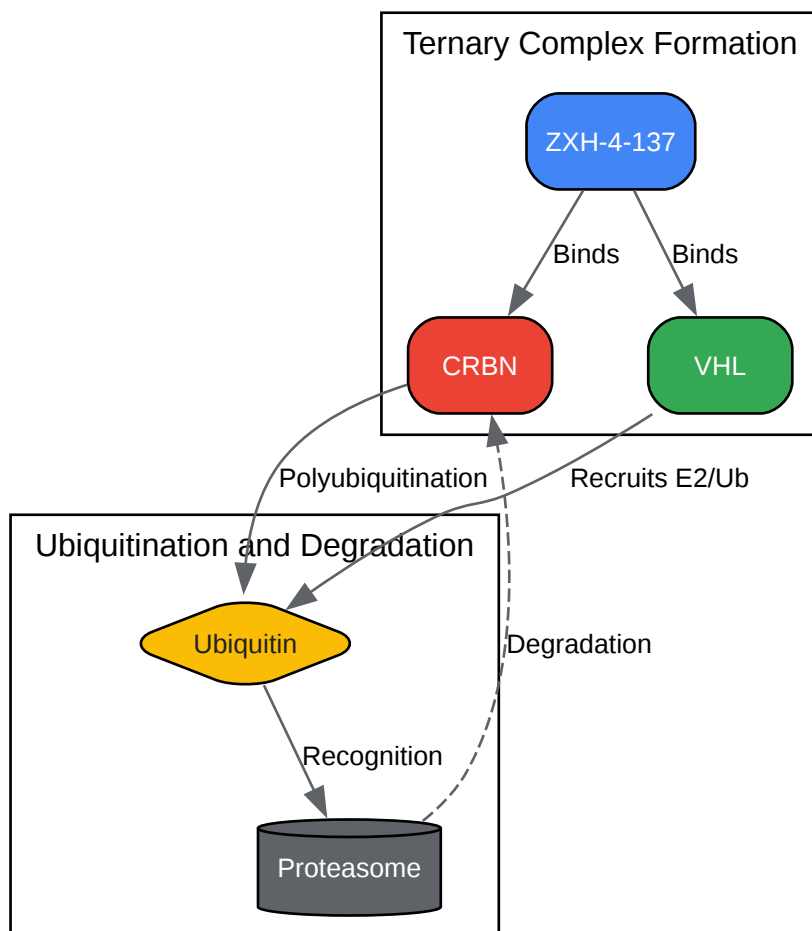 Ternary Complex Formation
ZXH-4-137
Binds
Binds
CRBN
VHL
Polyubiquitination
Recruits E2/Ub
Ubiquitination and Degradation
Ubiquitin
Degradation
Recognition
Proteasome